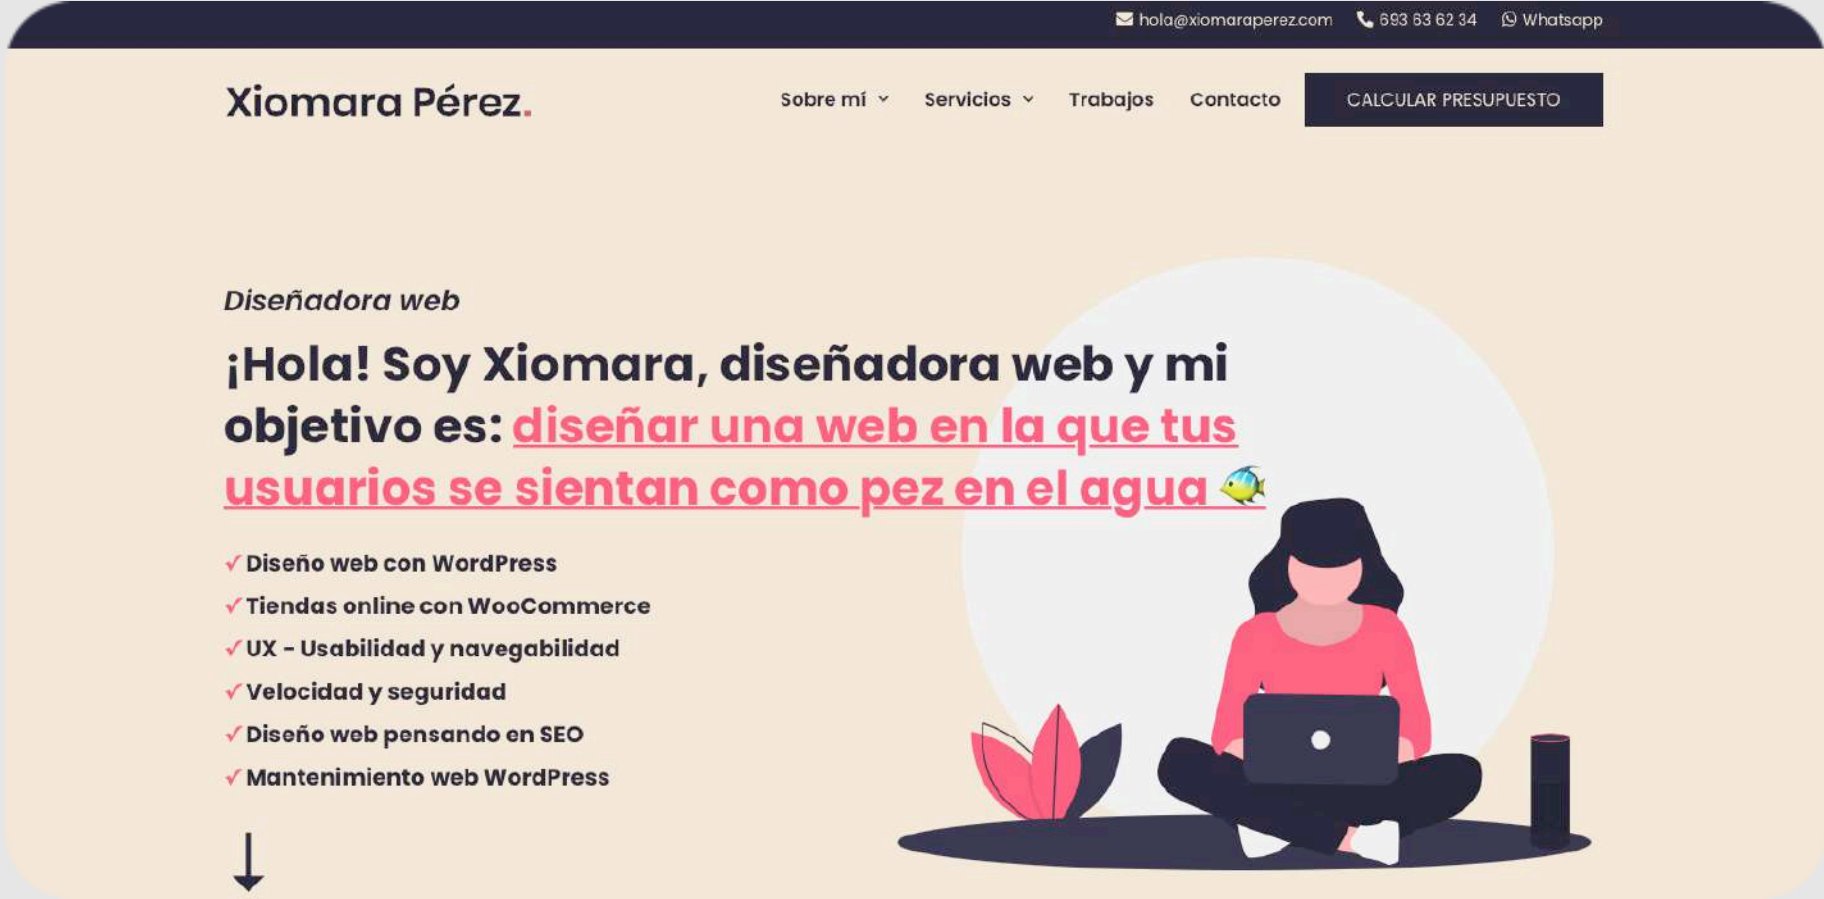 hola@xiomaraperez.com 693 63 62 34 Whatsapp
Xiomara Pérez.
Sobre mí Servicios Trabajos Contacto CALCULAR PRESUPUESTO
Diseñadora web
¡Hola! Soy Xiomara, diseñadora web y mi
objetivo es: diseñar una web en la que tus
usuarios se sientan como pez en el agua 🐠
✓ Diseño web con WordPress
✓ Tiendas online con WooCommerce
✓ UX - Usabilidad y navegabilidad
✓ Velocidad y seguridad
✓ Diseño web pensando en SEO
✓ Mantenimiento web WordPress